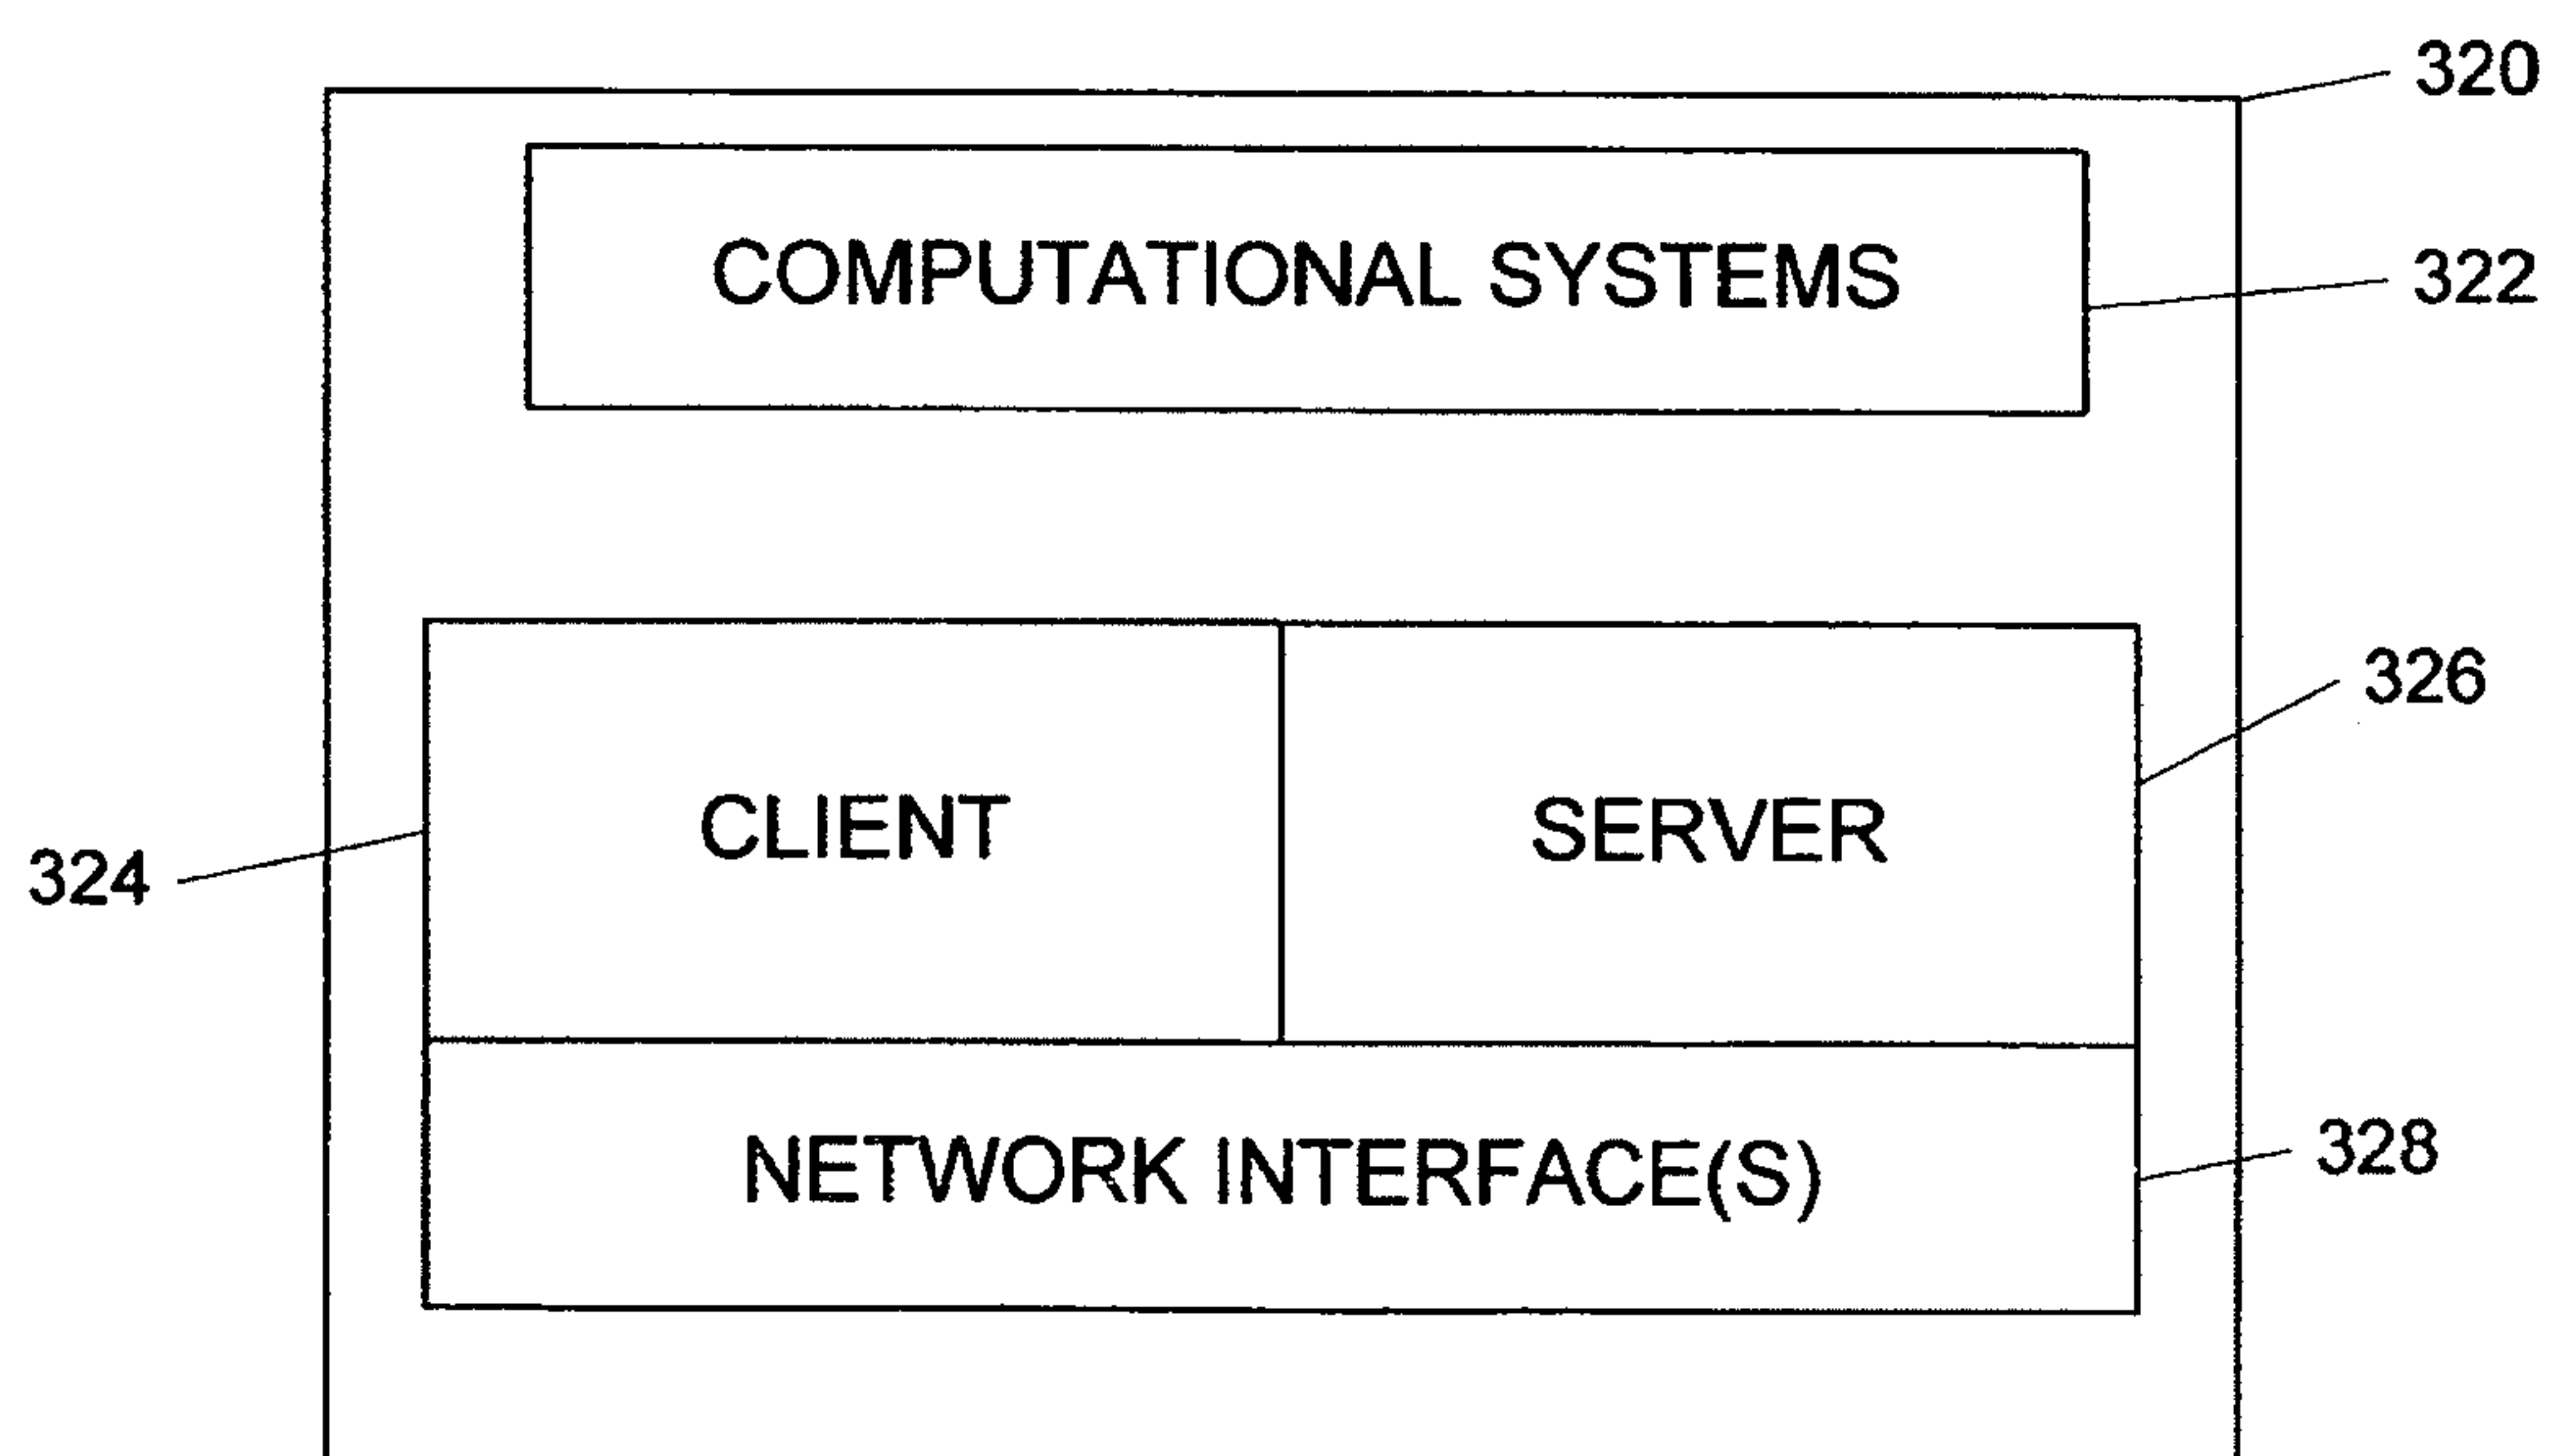 320
COMPUTATIONAL SYSTEMS
322
326
CLIENT
SERVER
324
328
NETWORK INTERFACE(S)